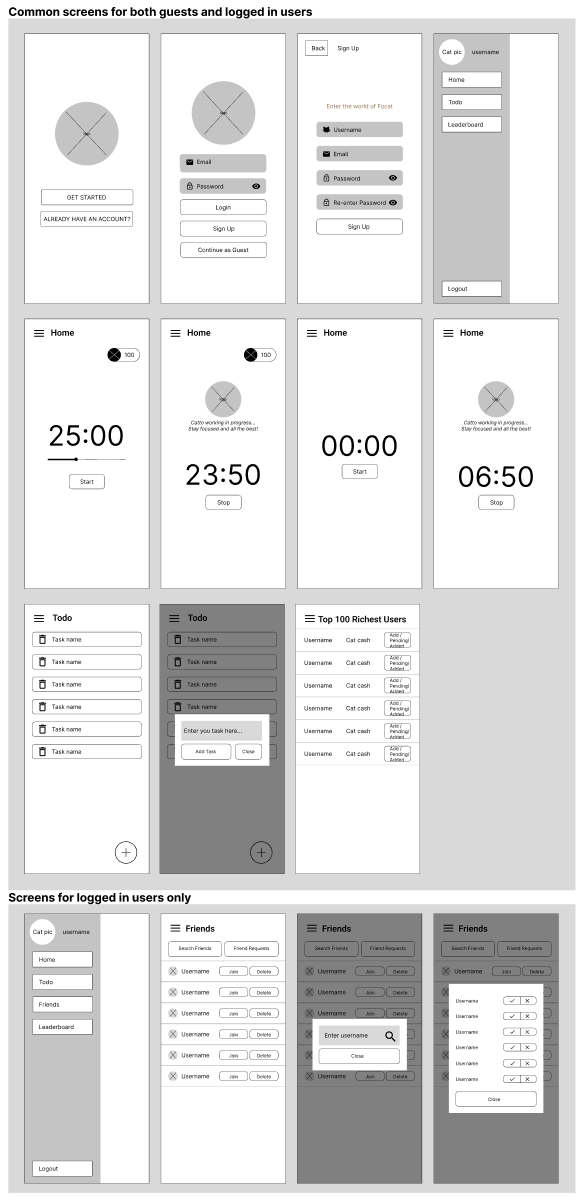 Common screens for both guests and logged in users
GET STARTED
ALREADY HAVE AN ACCOUNT?
Email
Password
Login
Sign Up
Continue as Guest
Back Sign Up
Enter the world of Focat
Username
Email
Password
Re-enter Password
Sign Up
Cat pic username
Home
Todo
Leaderboard
Logout
Home
100
25:00
Start
Home
100
Catto working in progress...
Stay focused and all the best!
23:50
Stop
Home
00:00
Start
Home
Catto working in progress...
Stay focused and all the best!
06:50
Stop
Todo
Task name
Task name
Task name
Task name
Task name
Task name
Todo
Task name
Task name
Task name
Task name
Enter you task here...
Add Task Close
Top 100 Richest Users
Username Cat cash Add /
Pending/
Added
Username Cat cash Add /
Pending/
Added
Username Cat cash Add /
Pending/
Added
Username Cat cash Add /
Pending/
Added
Username Cat cash Add /
Pending/
Added
Username Cat cash Add /
Pending/
Added
Screens for logged in users only
Cat pic username
Home
Todo
Friends
Leaderboard
Logout
Friends
Search Friends Friend Requests
Username Join Delete
Username Join Delete
Username Join Delete
Username Join Delete
Username Join Delete
Username Join Delete
Friends
Search Friends Friend Requests
Username Join Delete
Username Join Delete
Username Join Delete
Enter username
Close
Username Join Delete
Friends
Search Friends Friend Requests
Username Join Delete
Username
Username
Username
Username
Username
Username
Close